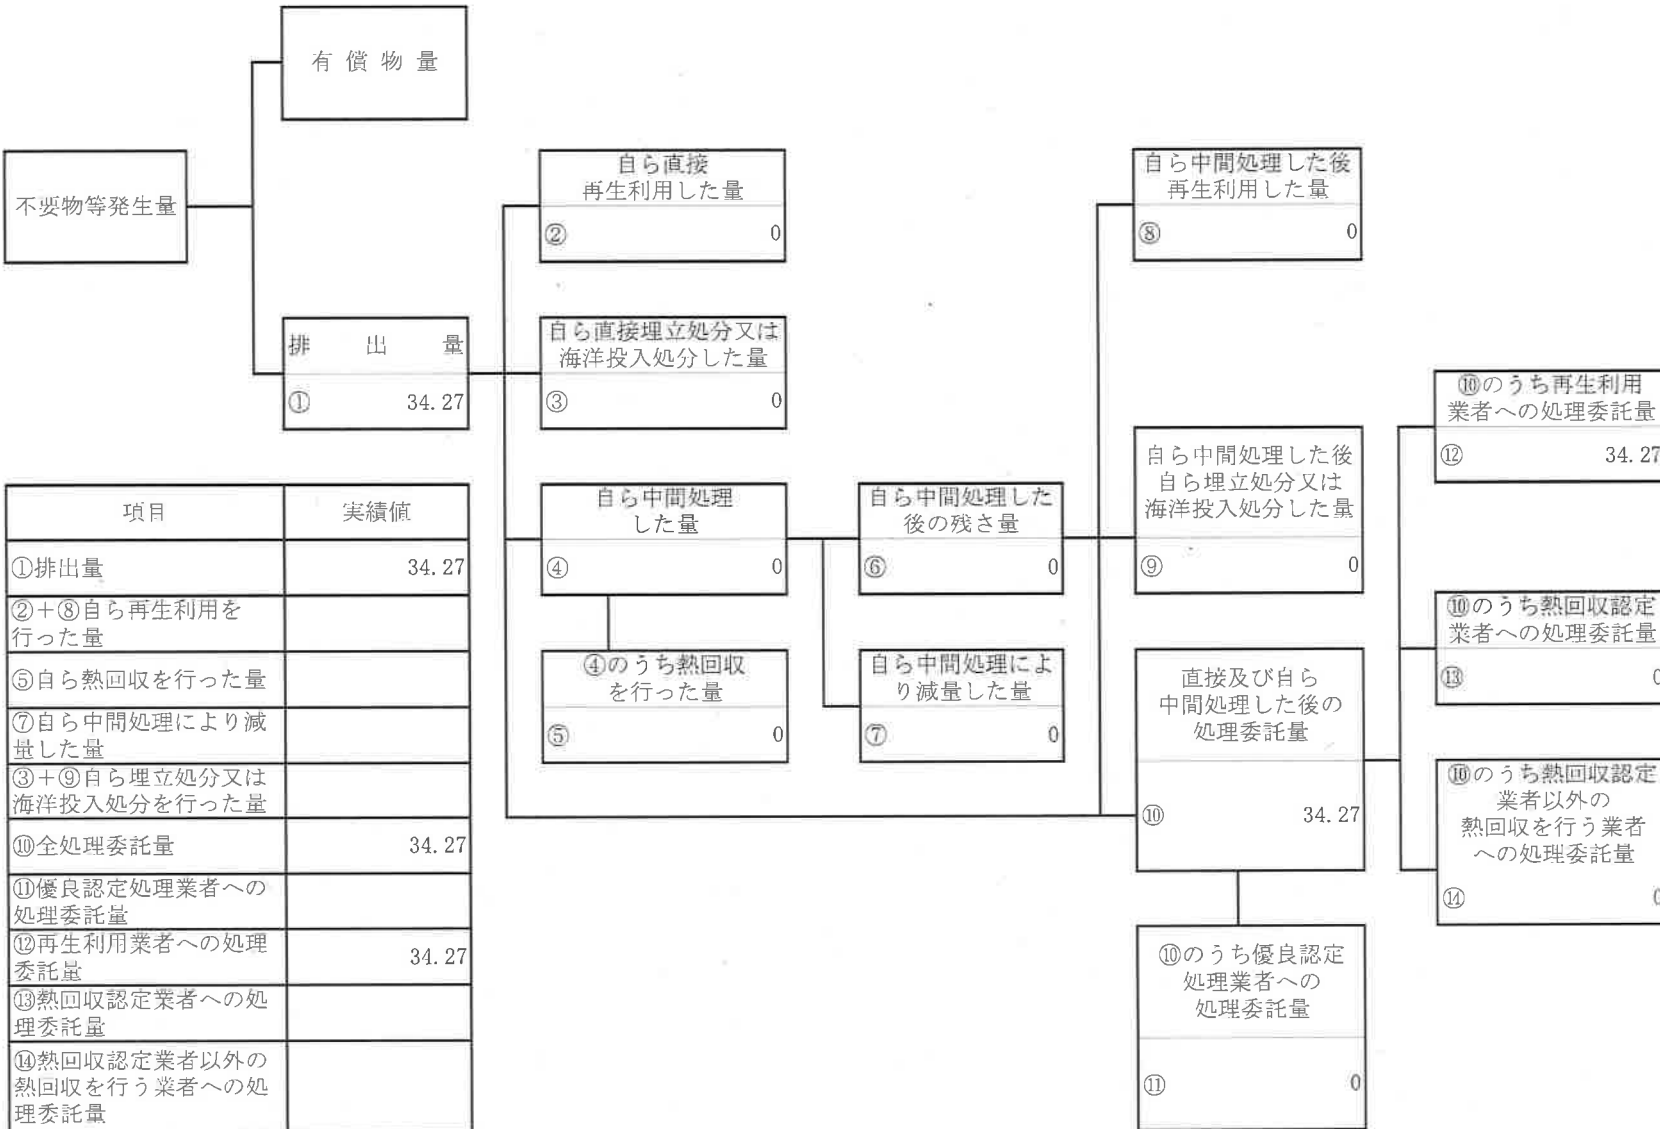 有償物量
不要物等発生量
排出量
① 34.27
自ら直接
再生利用した量
② 0
自ら直接埋立処分又は
海洋投入処分した量
③ 0
自ら中間処理
した量
④ 0
④のうち熱回収
を行った量
⑤ 0
自ら中間処理した
後の残さ量
⑥ 0
自ら中間処理によ
り減量した量
⑦ 0
自ら中間処理した後
再生利用した量
⑧ 0
自ら中間処理した後
自ら埋立処分又は
海洋投入処分した量
⑨ 0
直接及び自ら
中間処理した後の
処理委託量
⑩ 34.27
⑩のうち優良認定
処理業者への
処理委託量
⑪ 0
⑩のうち再生利用
業者への処理委託量
⑫ 34.27
⑩のうち熱回収認定
業者への処理委託量
⑬ 0
⑩のうち熱回収認定
業者以外の
熱回収を行う業者
への処理委託量
⑭ 0
項目 実績値
①排出量 34.27
②+⑧自ら再生利用を
行った量
⑤自ら熱回収を行った量
⑦自ら中間処理により減
量した量
③+⑨自ら埋立処分又は
海洋投入処分を行った量
⑩全処理委託量 34.27
⑪優良認定処理業者への
処理委託量
⑫再生利用業者への処理
委託量 34.27
⑬熱回収認定業者への処
理委託量
⑭熱回収認定業者以外の
熱回収を行う業者への処
理委託量